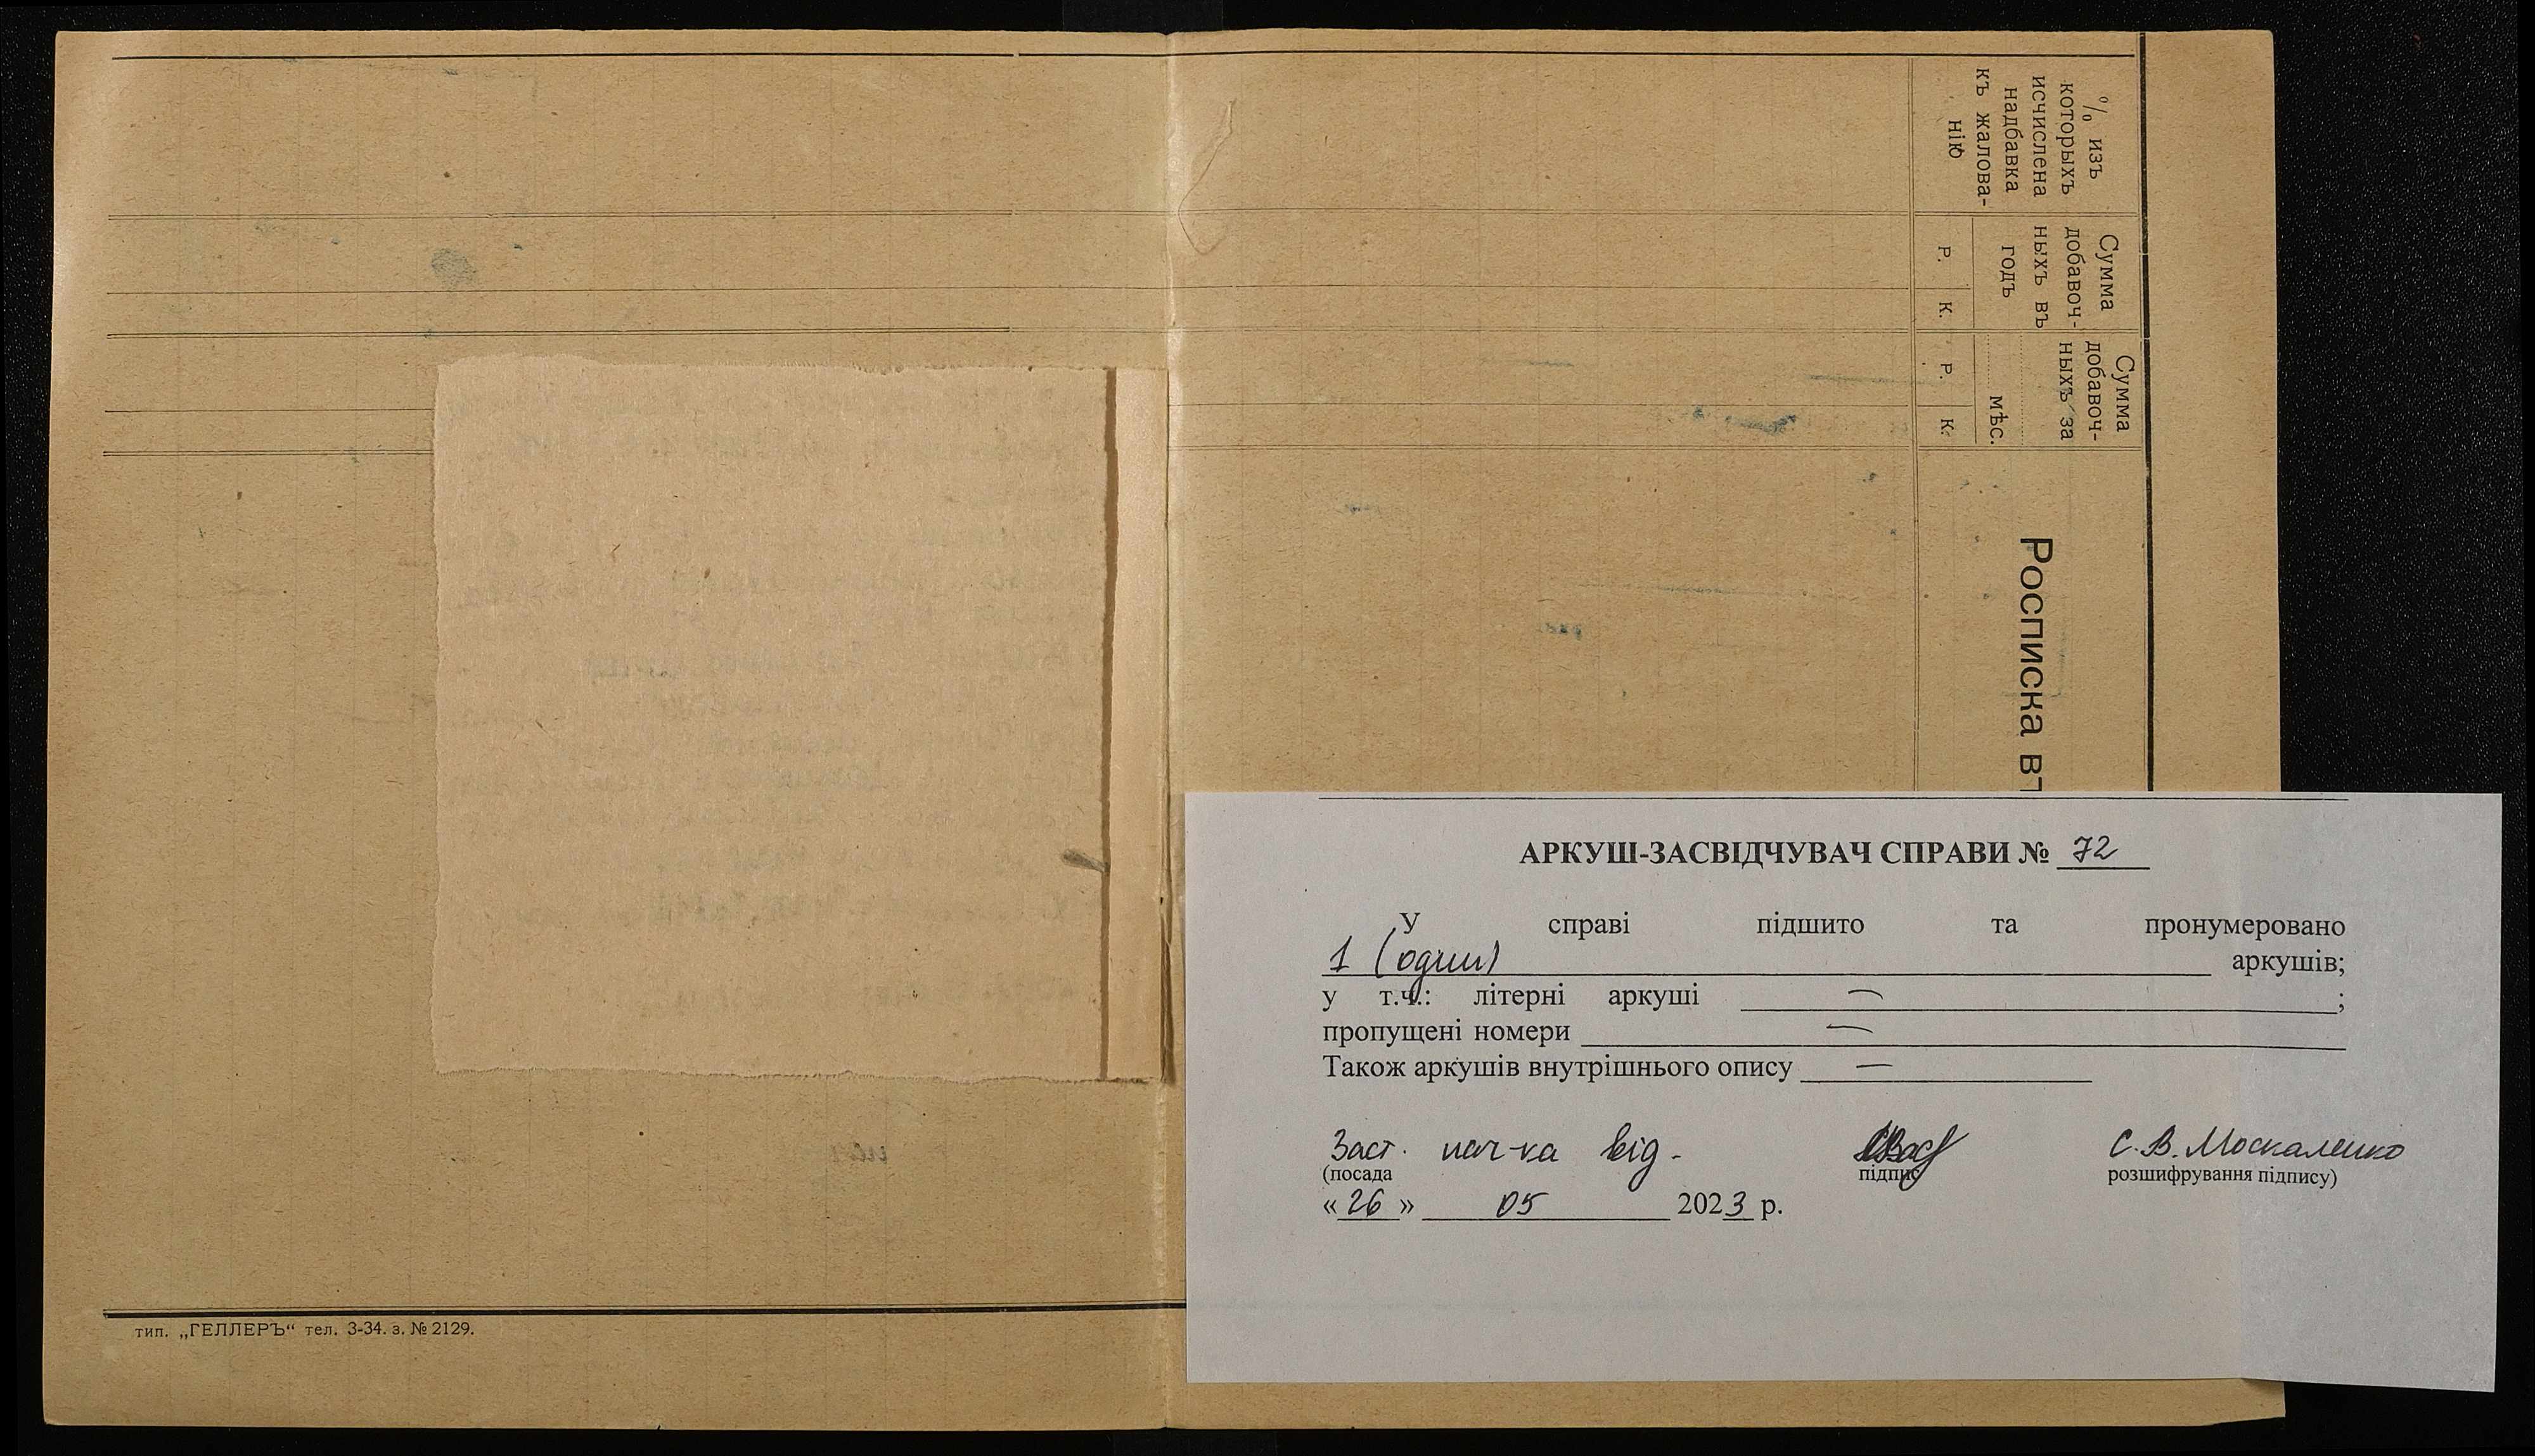 % изъ
которыхъ
исчислена
надбавка
къ жалова-
нію
Сумма
добавоч-
ныхъ въ
годъ
Р. К.
Сумма
добавоч-
ныхъ за
мѣс.
Р. К.
Росписка въ
тип. „ГЕЛЛЕРЪ“ тел. 3-34. з. № 2129.
АРКУШ-ЗАСВІДЧУВАЧ СПРАВИ № 72
У справі підшито та пронумеровано
1 (один) аркушів;
у т.ч.: літерні аркуші — ;
пропущені номери —
Також аркушів внутрішнього опису —
Заст. нач-ка від. С.В. Москаленко
(посада підпис розшифрування підпису)
« 26 » 05 2023 р.